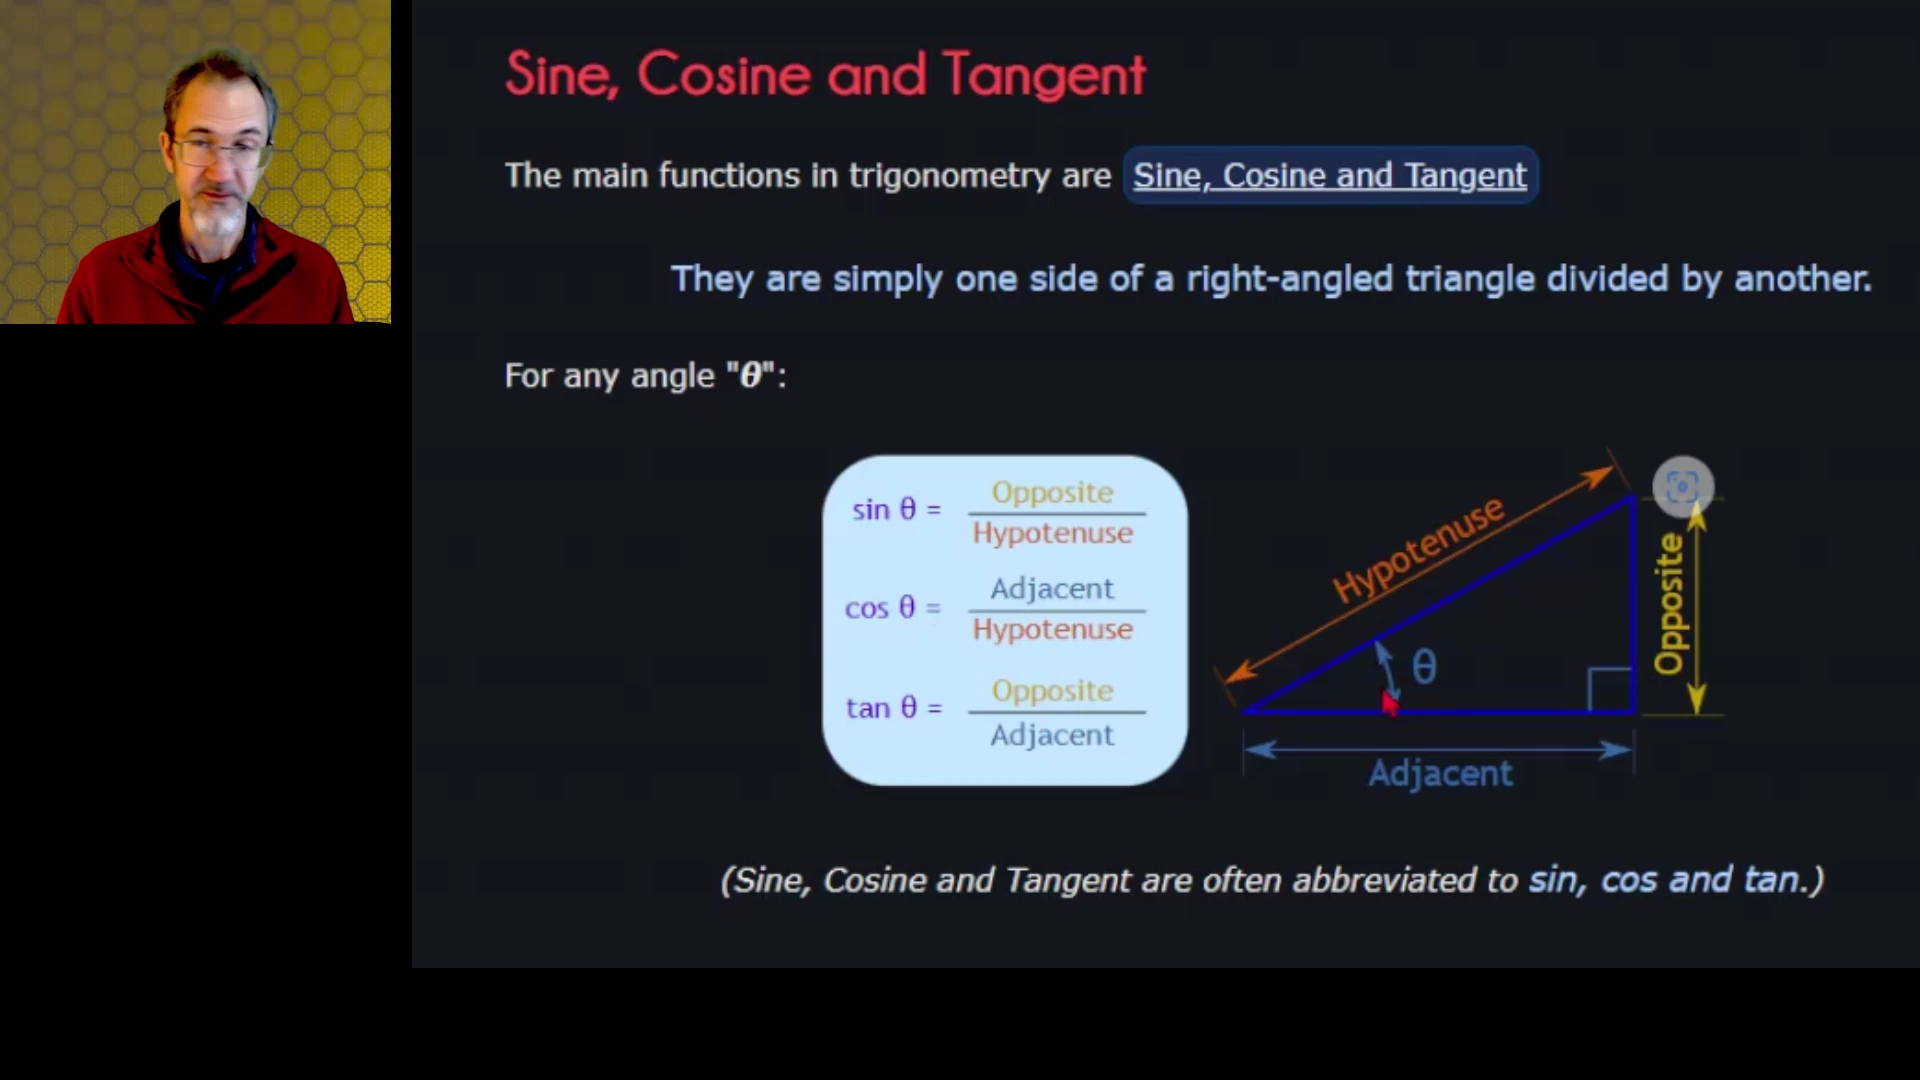 Sine, Cosine and Tangent
The main functions in trigonometry are Sine, Cosine and Tangent
They are simply one side of a right-angled triangle divided by another.
For any angle "θ":
sin θ = Opposite
Hypotenuse
cos θ = Adjacent
Hypotenuse
tan θ = Opposite
Adjacent
Hypotenuse
Opposite
θ
Adjacent
(Sine, Cosine and Tangent are often abbreviated to sin, cos and tan.)